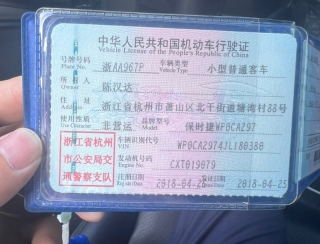 中华人民共和国机动车行驶证
Vehicle License of the People's Republic of China
号牌号码 浙AA967P 车辆类型 小型普通客车
Plate No. Vehicle Type
所有人 陈汉达
Owner
住址 浙江省杭州市萧山区北干街道塘湾村88号
Address
使用性质 非营运 品牌型号 保时捷WP0CA297
Use Character Model
浙江省杭州
市公安局交
通警察支队
车辆识别代号 WP0CA2974JL180380
VIN
发动机号码 CXT019079
Engine No.
注册日期 2018-04-25 发证日期 2018-04-25
Register Date Issue Date